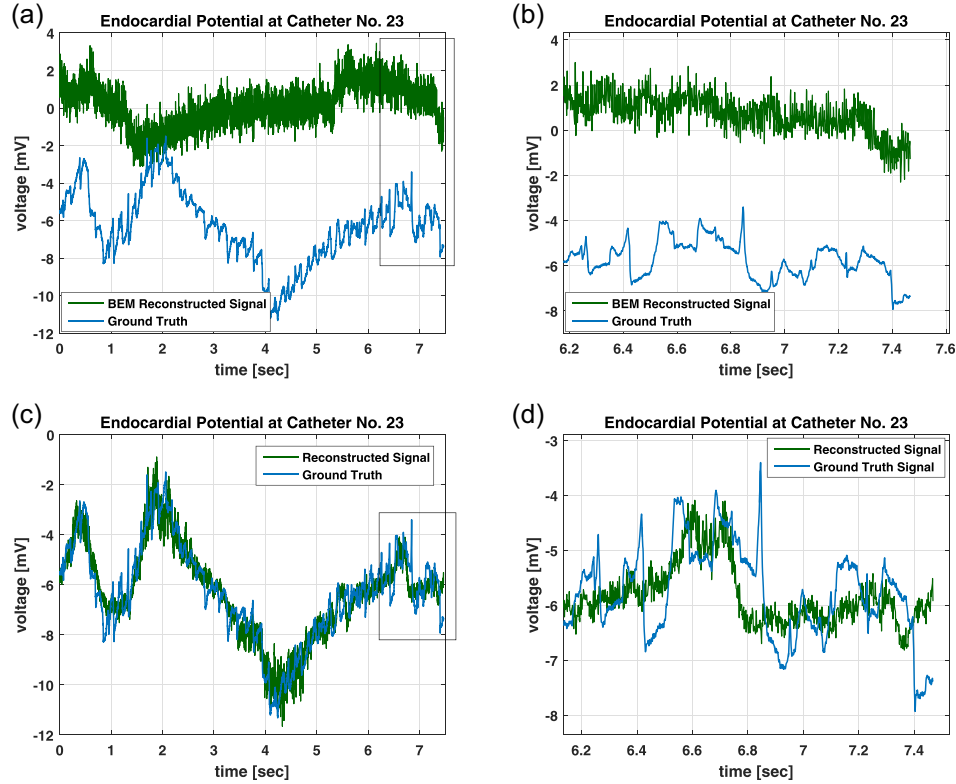 (a)
Endocardial Potential at Catheter No. 23
4
2
0
-2
-4
-6
-8
-10
-12
voltage [mV]
BEM Reconstructed Signal
Ground Truth
0 1 2 3 4 5 6 7
time [sec]
(b)
Endocardial Potential at Catheter No. 23
4
2
0
-2
-4
-6
-8
voltage [mV]
BEM Reconstructed Signal
Ground Truth
6.2 6.4 6.6 6.8 7 7.2 7.4 7.6
time [sec]
(c)
Endocardial Potential at Catheter No. 23
0
-2
-4
-6
-8
-10
-12
voltage [mV]
Reconstructed Signal
Ground Truth
0 1 2 3 4 5 6 7
time [sec]
(d)
Endocardial Potential at Catheter No. 23
-3
-4
-5
-6
-7
-8
voltage [mV]
Reconstructed Signal
Ground Truth Signal
6.2 6.4 6.6 6.8 7 7.2 7.4
time [sec]